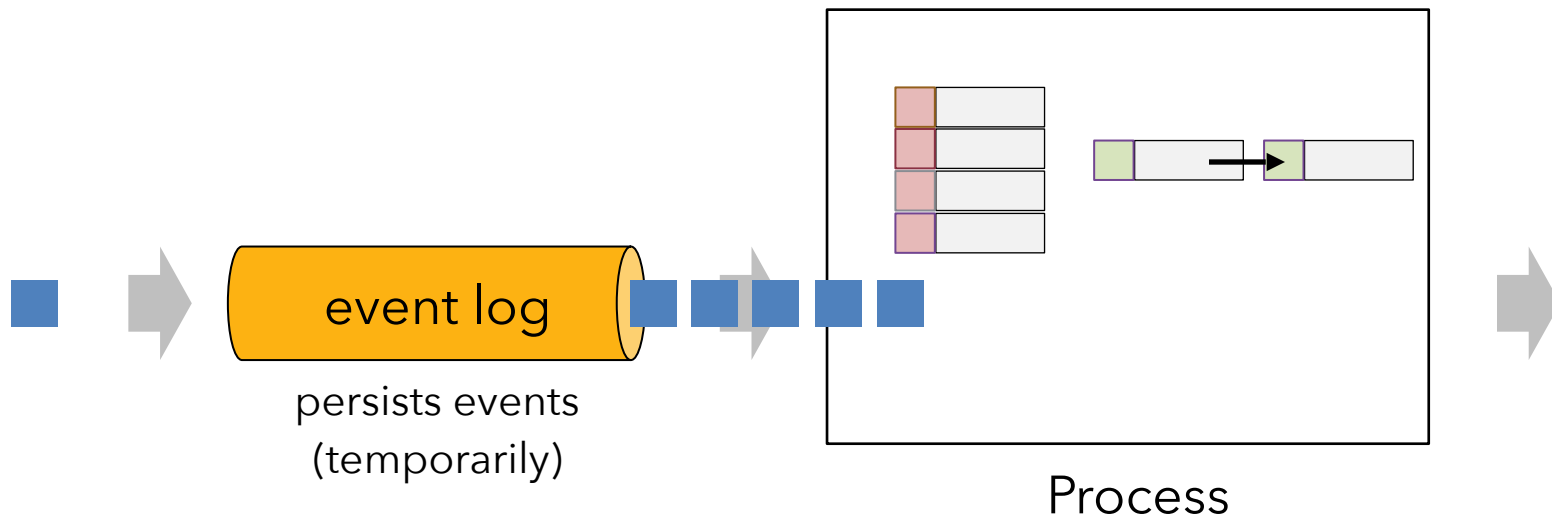 event log
persists events
(temporarily)
Process